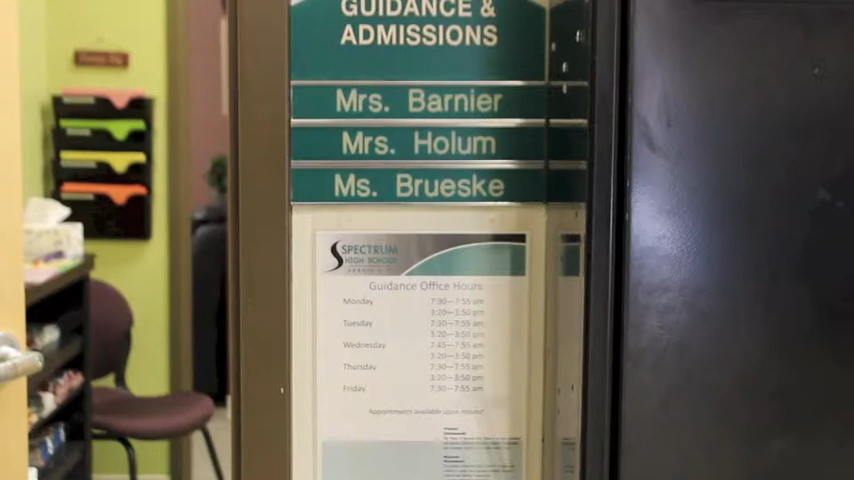 GUIDANCE &
ADMISSIONS
Mrs. Barnier
Mrs. Holum
Ms. Brueske
SPECTRUM
HIGH SCHOOL
Guidance Office Hours
Monday 7:30—7:55 am
3:20—3:50 pm
Tuesday 7:30—7:55 am
3:20—3:50 pm
Wednesday 7:45—7:55 am
3:20—3:50 pm
Thursday 7:30—7:55 am
3:20—3:50 pm
Friday 7:30—7:55 am
Appointments available upon request